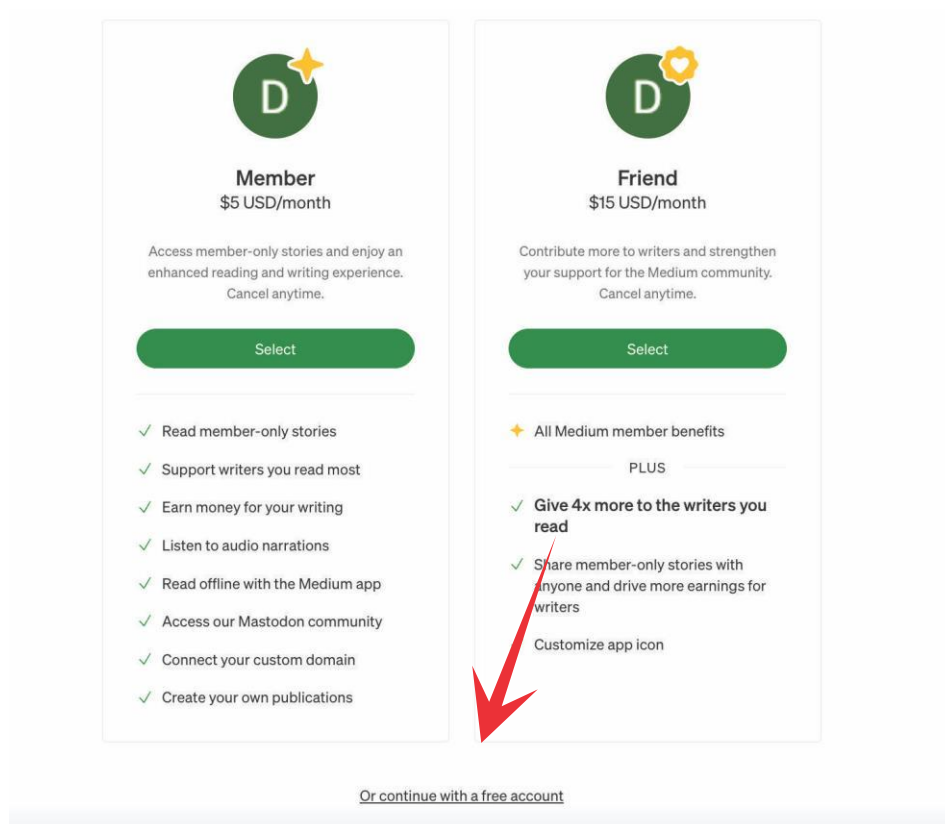 D
Member
$5 USD/month
Access member-only stories and enjoy an
enhanced reading and writing experience.
Cancel anytime.
Select
Read member-only stories
Support writers you read most
Earn money for your writing
Listen to audio narrations
Read offline with the Medium app
Access our Mastodon community
Connect your custom domain
Create your own publications
D
Friend
$15 USD/month
Contribute more to writers and strengthen
your support for the Medium community.
Cancel anytime.
Select
All Medium member benefits
PLUS
Give 4x more to the writers you
read
Share member-only stories with
anyone and drive more earnings for
writers
Customize app icon
Or continue with a free account